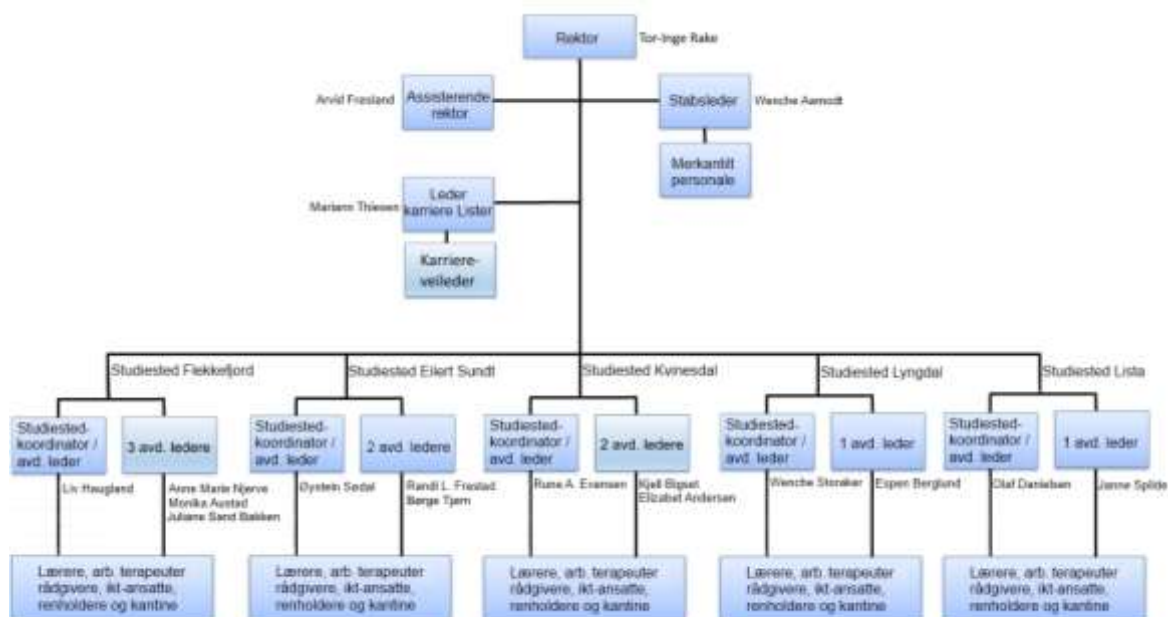 Rektor
Tor-Inge Rake
Arvid Frøsland
Assisterende
rektor
Stabsleder
Wenche Aamodt
Merkantilt
personale
Mariann Thiesen
Leder
karriere Lister
Karriere-
veileder
Studiested Flekkefjord
Studiested Eilert Sundt
Studiested Kvinesdal
Studiested Lyngdal
Studiested Lista
Studiested-
koordinator /
avd. leder
3 avd. ledere
Studiested-
koordinator /
avd. leder
2 avd. ledere
Studiested-
koordinator /
avd. leder
2 avd. ledere
Studiested-
koordinator /
avd. leder
1 avd. leder
Studiested-
koordinator /
avd. leder
1 avd. leder
Liv Haugland
Anne Marie Njerve
Monika Austad
Juliane Sand Bakken
Øystein Sødal
Randi L. Frestad
Børge Tjørn
Rune A. Evensen
Kjell Bigset
Elizabet Andersen
Wenche Storaker
Espen Berglund
Olaf Danielsen
Janne Splide
Lærere, arb. terapeuter
rådgivere, ikt-ansatte,
renholdere og kantine
Lærere, arb. terapeuter
rådgivere, ikt-ansatte,
renholdere og kantine
Lærere, arb. terapeuter
rådgivere, ikt-ansatte,
renholdere og kantine
Lærere, arb. terapeuter
rådgivere, ikt-ansatte,
renholdere og kantine
Lærere, arb. terapeuter
rådgivere, ikt-ansatte,
renholdere og kantine